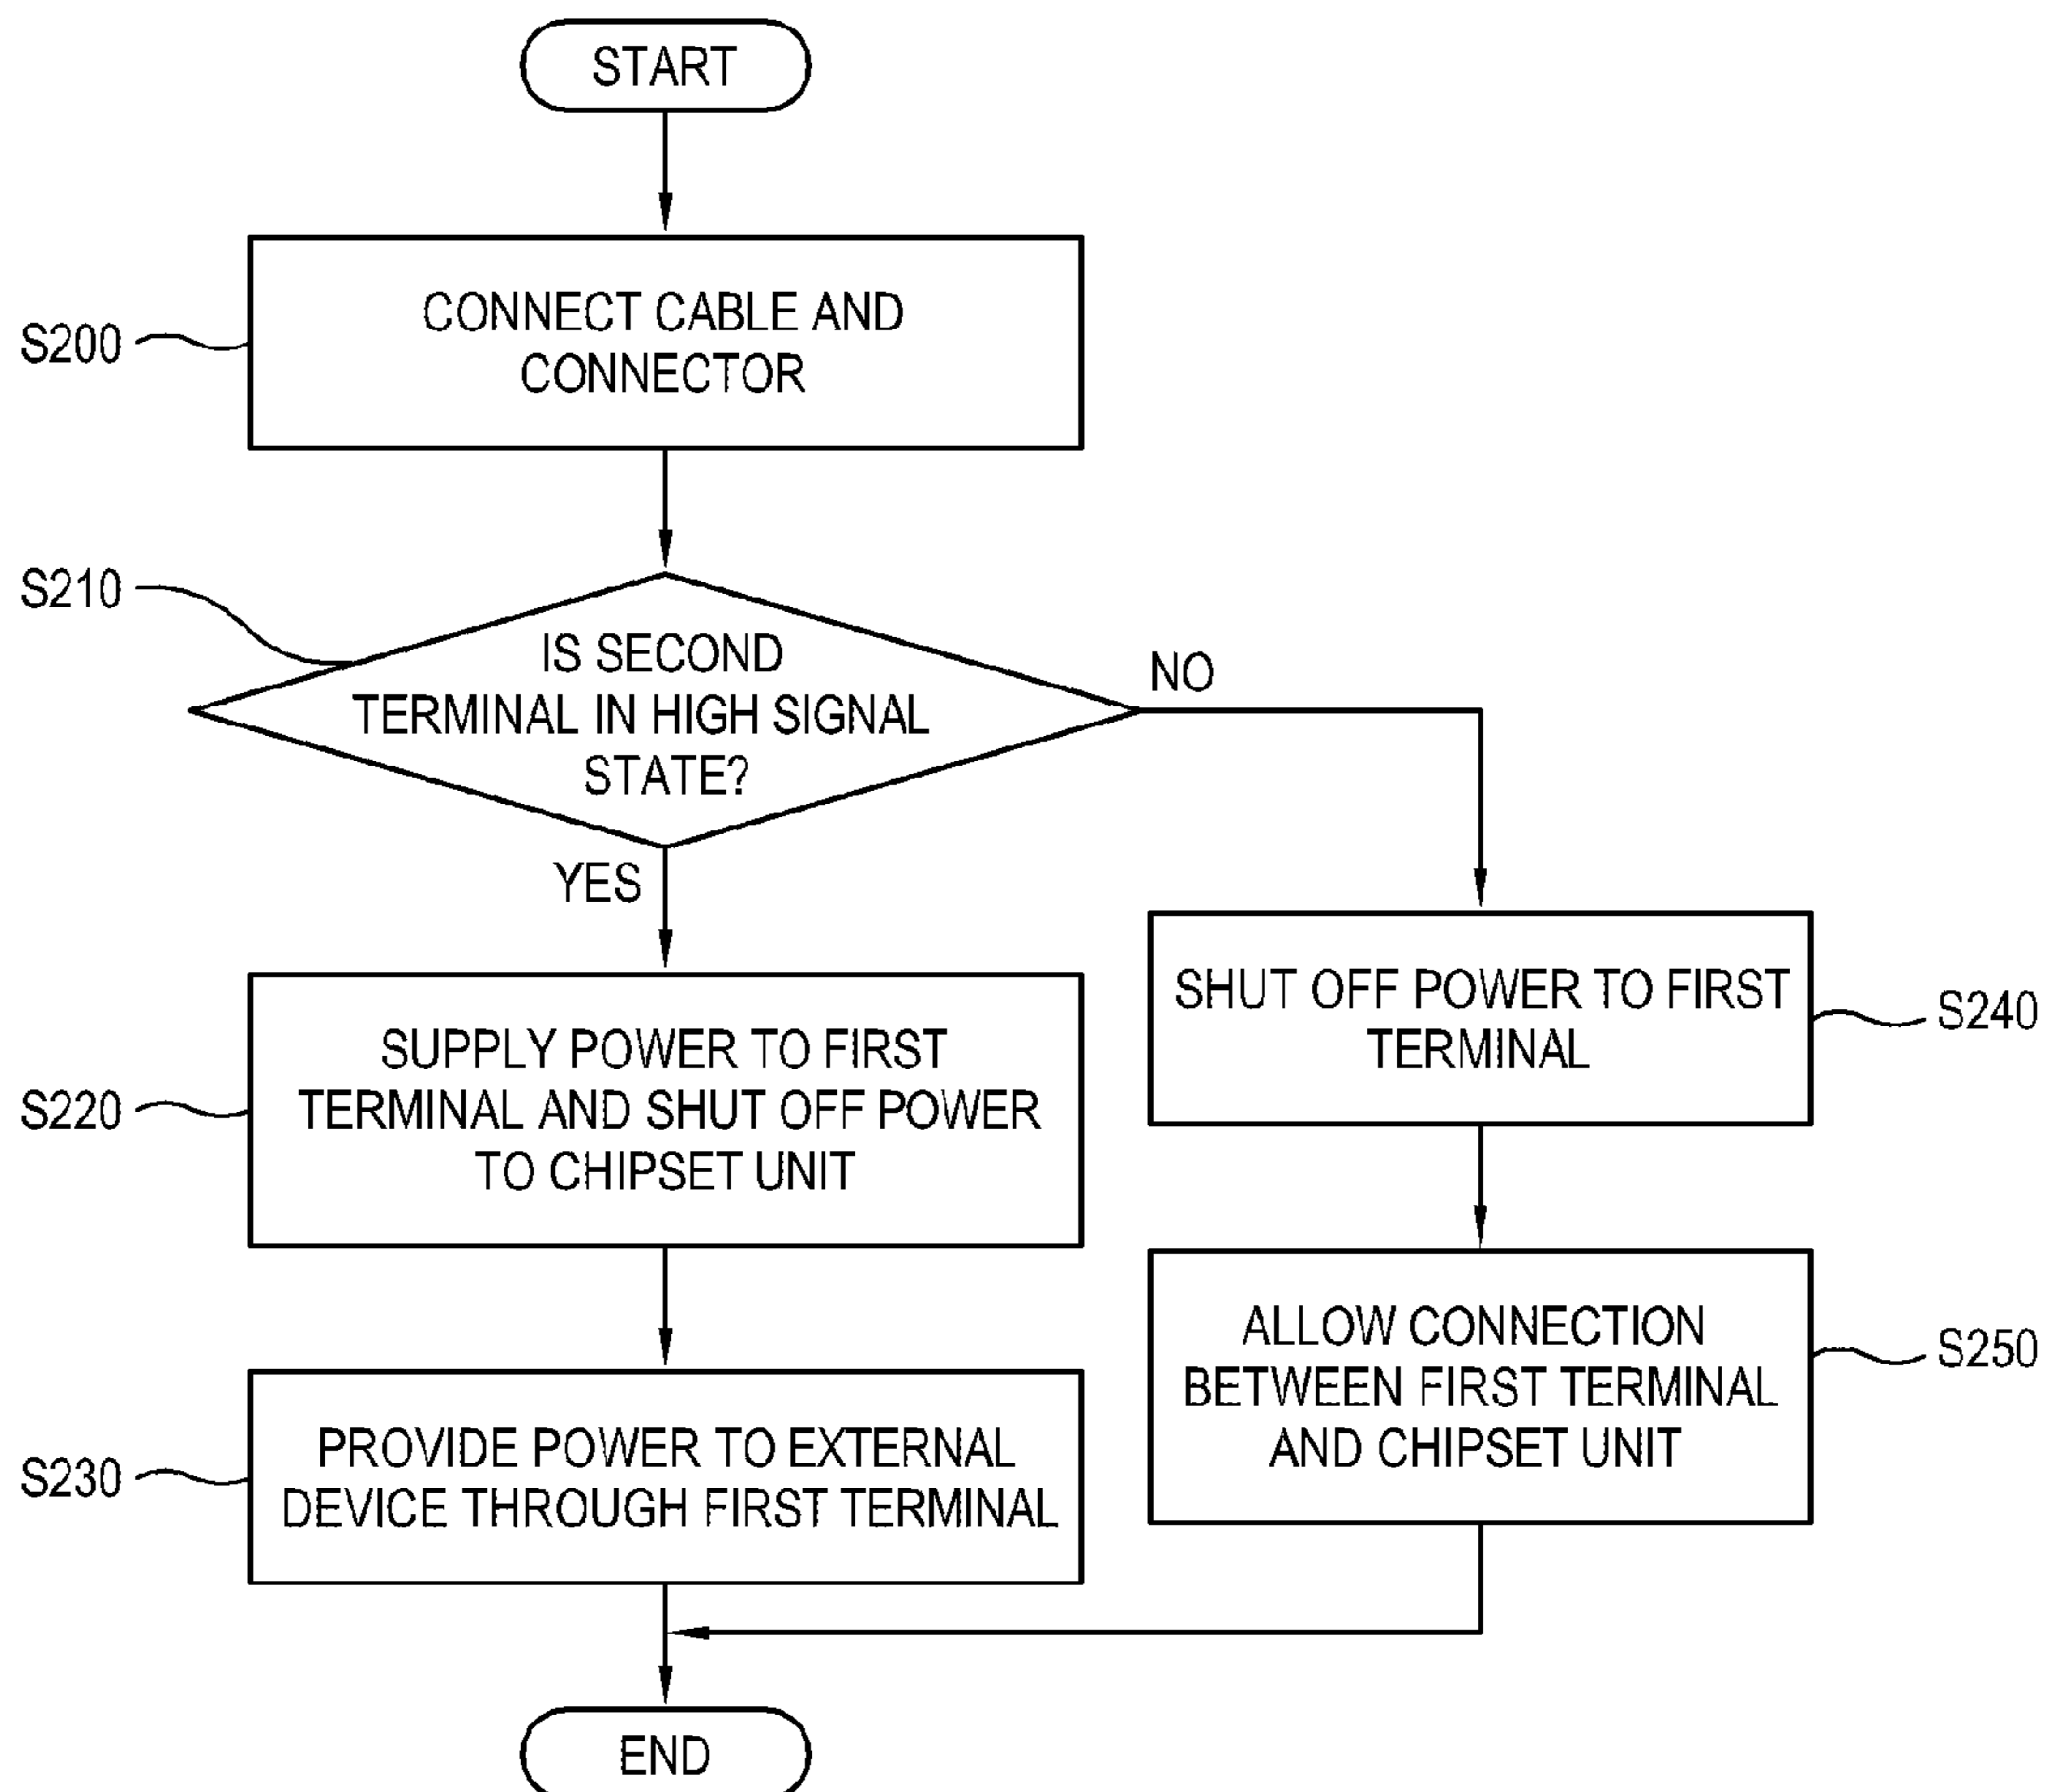 START
S200
CONNECT CABLE AND
CONNECTOR
S210
IS SECOND
TERMINAL IN HIGH SIGNAL
STATE?
NO
YES
S220
SUPPLY POWER TO FIRST
TERMINAL AND SHUT OFF POWER
TO CHIPSET UNIT
SHUT OFF POWER TO FIRST
TERMINAL
S240
S230
PROVIDE POWER TO EXTERNAL
DEVICE THROUGH FIRST TERMINAL
ALLOW CONNECTION
BETWEEN FIRST TERMINAL
AND CHIPSET UNIT
S250
END